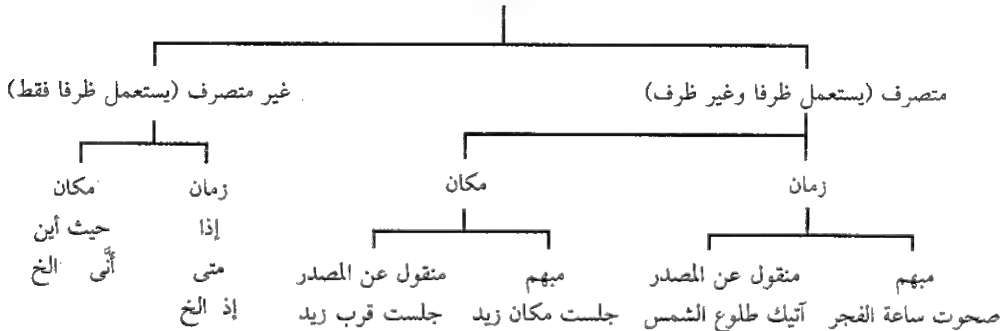 متصرف (يستعمل ظرفا وغير ظرف)
غير متصرف (يستعمل ظرفا فقط)
زمان
مكان
زمان
مكان
إذا
حيث أين
متى
أَنَّى الخ
إذ الخ
مبهم
منقول عن المصدر
مبهم
منقول عن المصدر
صحوت ساعة الفجر
آتيك طلوع الشمس
جلست مكان زيد
جلست قرب زيد